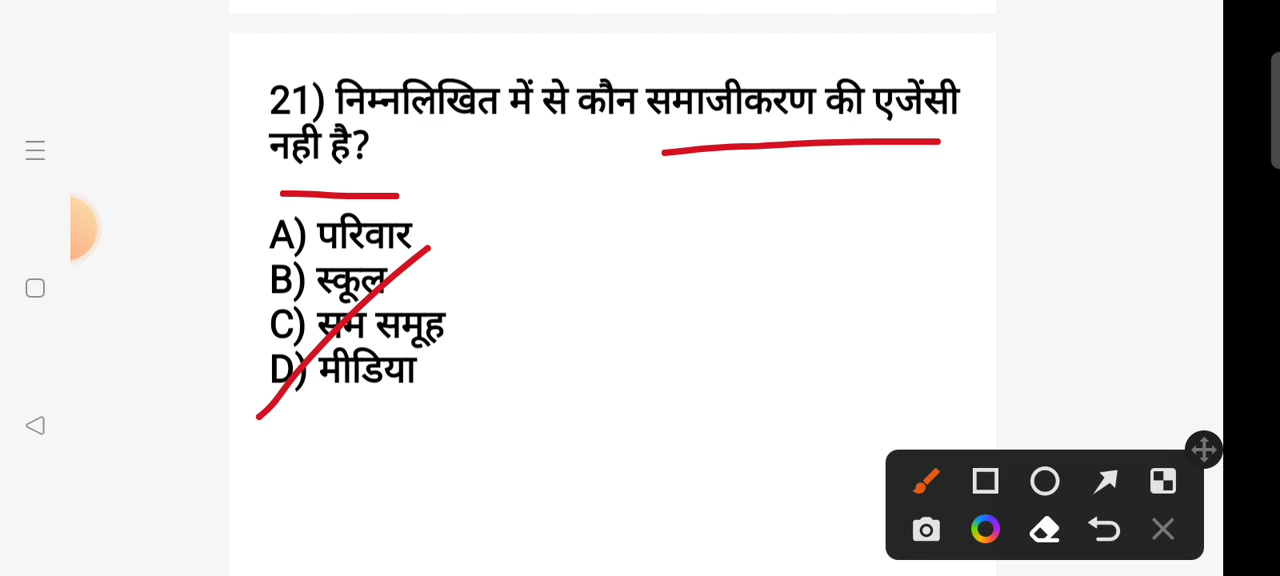 21) निम्नलिखित में से कौन समाजीकरण की एजेंसी
नही है?
A) परिवार
B) स्कूल
C) सम समूह
D) मीडिया